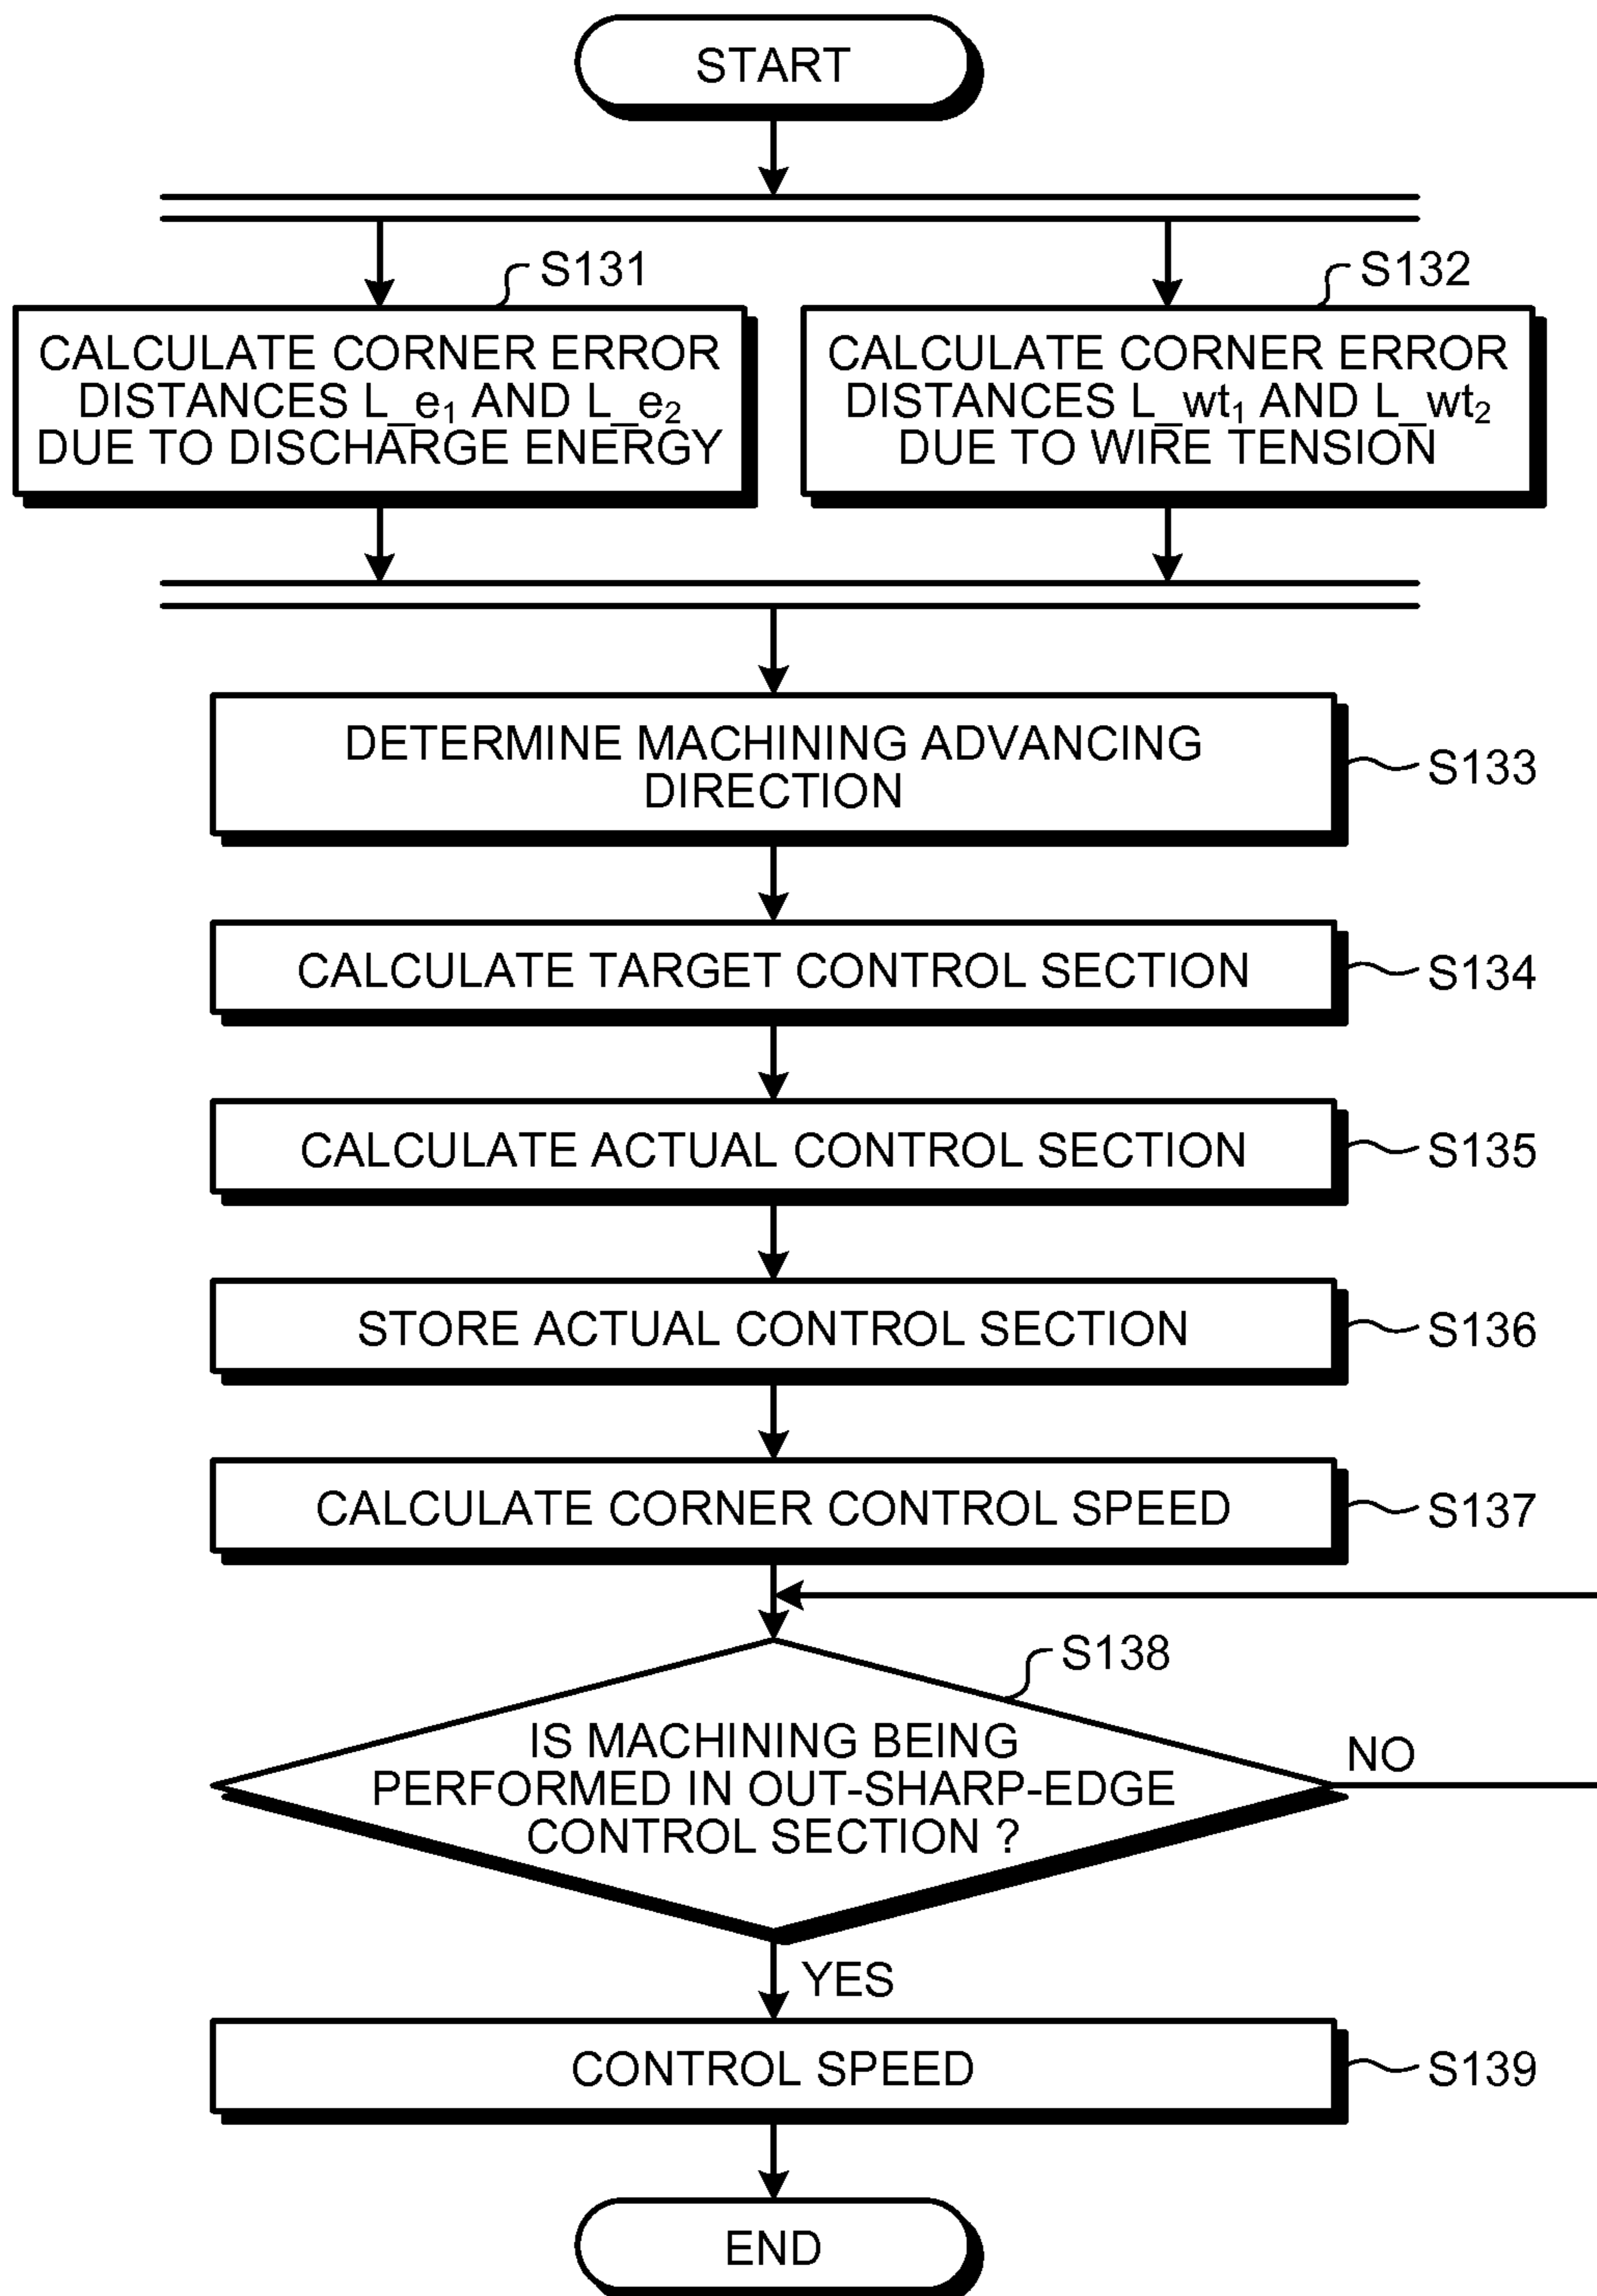 START
S131
CALCULATE CORNER ERROR
DISTANCES L_e₁ AND L_e₂
DUE TO DISCHARGE ENERGY
S132
CALCULATE CORNER ERROR
DISTANCES L_wt₁ AND L_wt₂
DUE TO WIRE TENSION
DETERMINE MACHINING ADVANCING
DIRECTION
S133
CALCULATE TARGET CONTROL SECTION
S134
CALCULATE ACTUAL CONTROL SECTION
S135
STORE ACTUAL CONTROL SECTION
S136
CALCULATE CORNER CONTROL SPEED
S137
S138
IS MACHINING BEING
PERFORMED IN OUT-SHARP-EDGE
CONTROL SECTION ?
NO
YES
CONTROL SPEED
S139
END